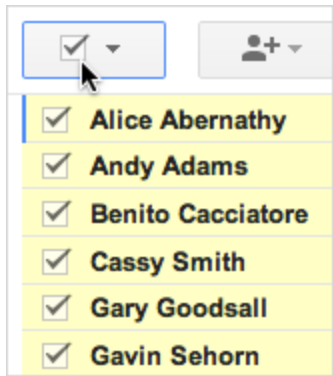 Alice Abernathy
Andy Adams
Benito Cacciatore
Cassy Smith
Gary Goodsall
Gavin Sehorn